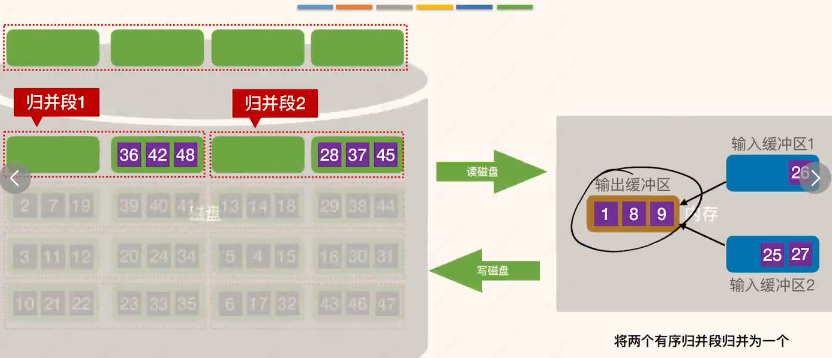 归并段1
归并段2
36 42 48
28 37 45
读磁盘
输入缓冲区1
26
输出缓冲区
1 8 9
内存
2 7 19
39 40 41
13 14 18
29 38 44
磁盘
3 11 12
20 24 34
5 4 15
16 30 31
写磁盘
25 27
输入缓冲区2
10 21 22
23 33 35
6 17 32
43 46 47
将两个有序归并段归并为一个